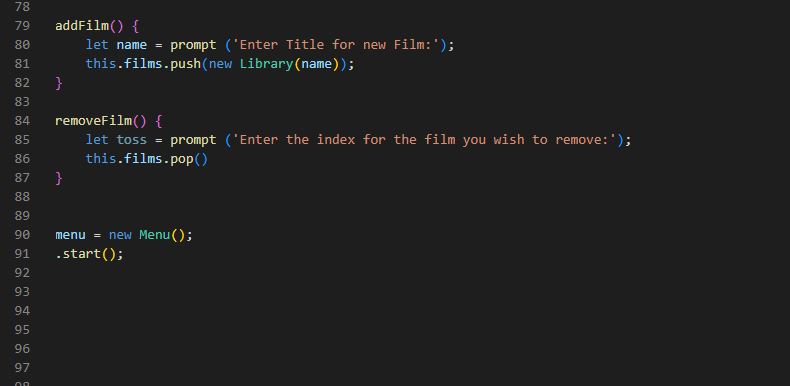 78
79 addFilm() {
80 let name = prompt ('Enter Title for new Film:');
81 this.films.push(new Library(name));
82 }
83
84 removeFilm() {
85 let toss = prompt ('Enter the index for the film you wish to remove:');
86 this.films.pop()
87 }
88
89
90 menu = new Menu();
91 .start();
92
93
94
95
96
97
98